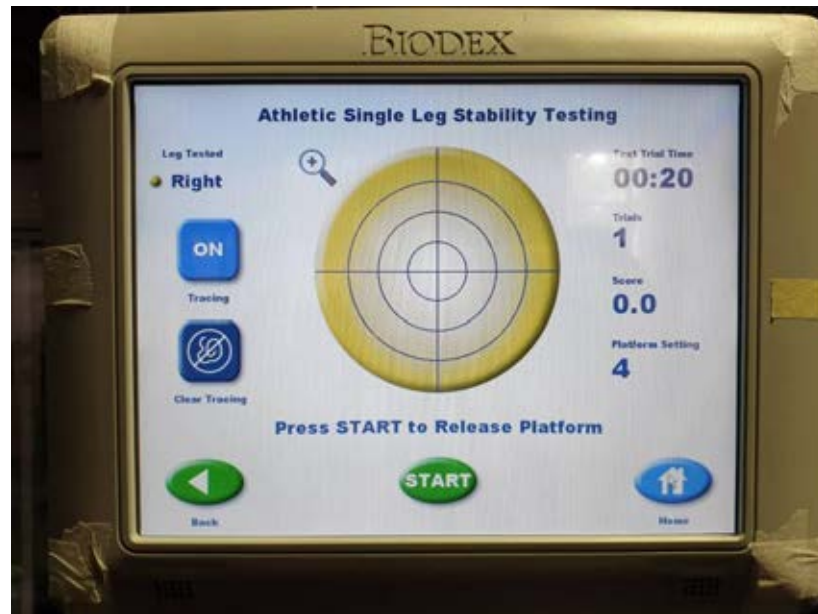 BIODEX
Athletic Single Leg Stability Testing
Leg Tested
Right
ON
Tracing
Clear Tracing
Test Trial Time
00:20
Trials
1
Score
0.0
Platform Setting
4
Press START to Release Platform
START
Back
Home